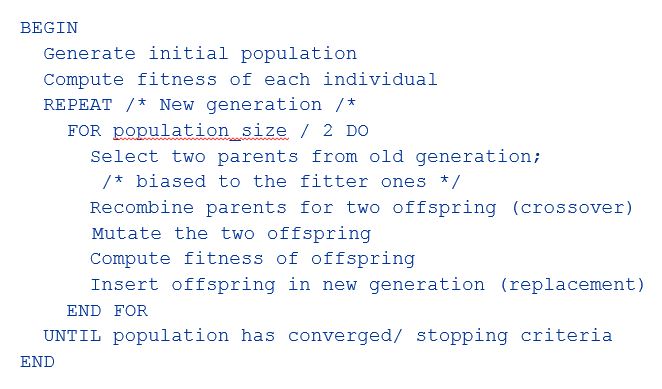 BEGIN
Generate initial population
Compute fitness of each individual
REPEAT /* New generation /*
FOR population_size / 2 DO
Select two parents from old generation;
/* biased to the fitter ones */
Recombine parents for two offspring (crossover)
Mutate the two offspring
Compute fitness of offspring
Insert offspring in new generation (replacement)
END FOR
UNTIL population has converged/ stopping criteria
END